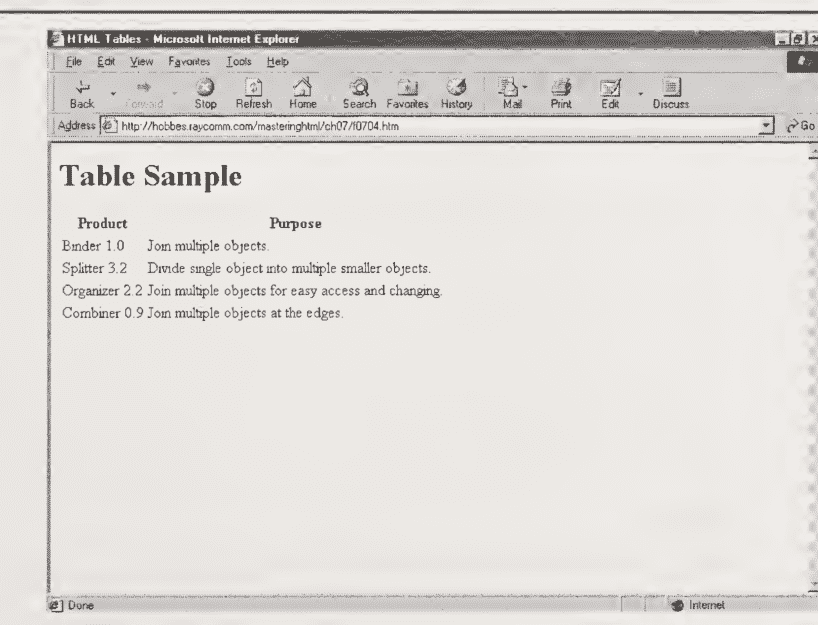 HTML Tables - Microsoft Internet Explorer
File Edit View Favorites Tools Help
Back Forward Stop Refresh Home Search Favorites History Mail Print Edit Discuss
Address http://hobbes.raycomm.com/masteringhtml/ch07/f0704.htm Go
Table Sample
Product Purpose
Binder 1.0 Join multiple objects.
Splitter 3.2 Divide single object into multiple smaller objects.
Organizer 2.2 Join multiple objects for easy access and changing.
Combiner 0.9 Join multiple objects at the edges.
Done Internet